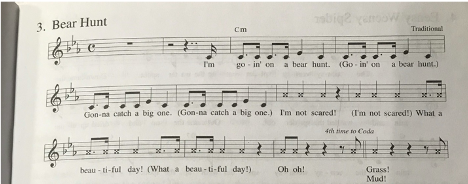 3. Bear Hunt
Cm
Traditional
I'm go - in' on a bear hunt. (Go - in' on a bear hunt.)
Gon-na catch a big one. (Gon-na catch a big one.) I'm not scared! (I'm not scared!) What a
4th time to Coda
beau - ti-ful day! (What a beau - ti-ful day!) Oh oh! Grass!
Mud!